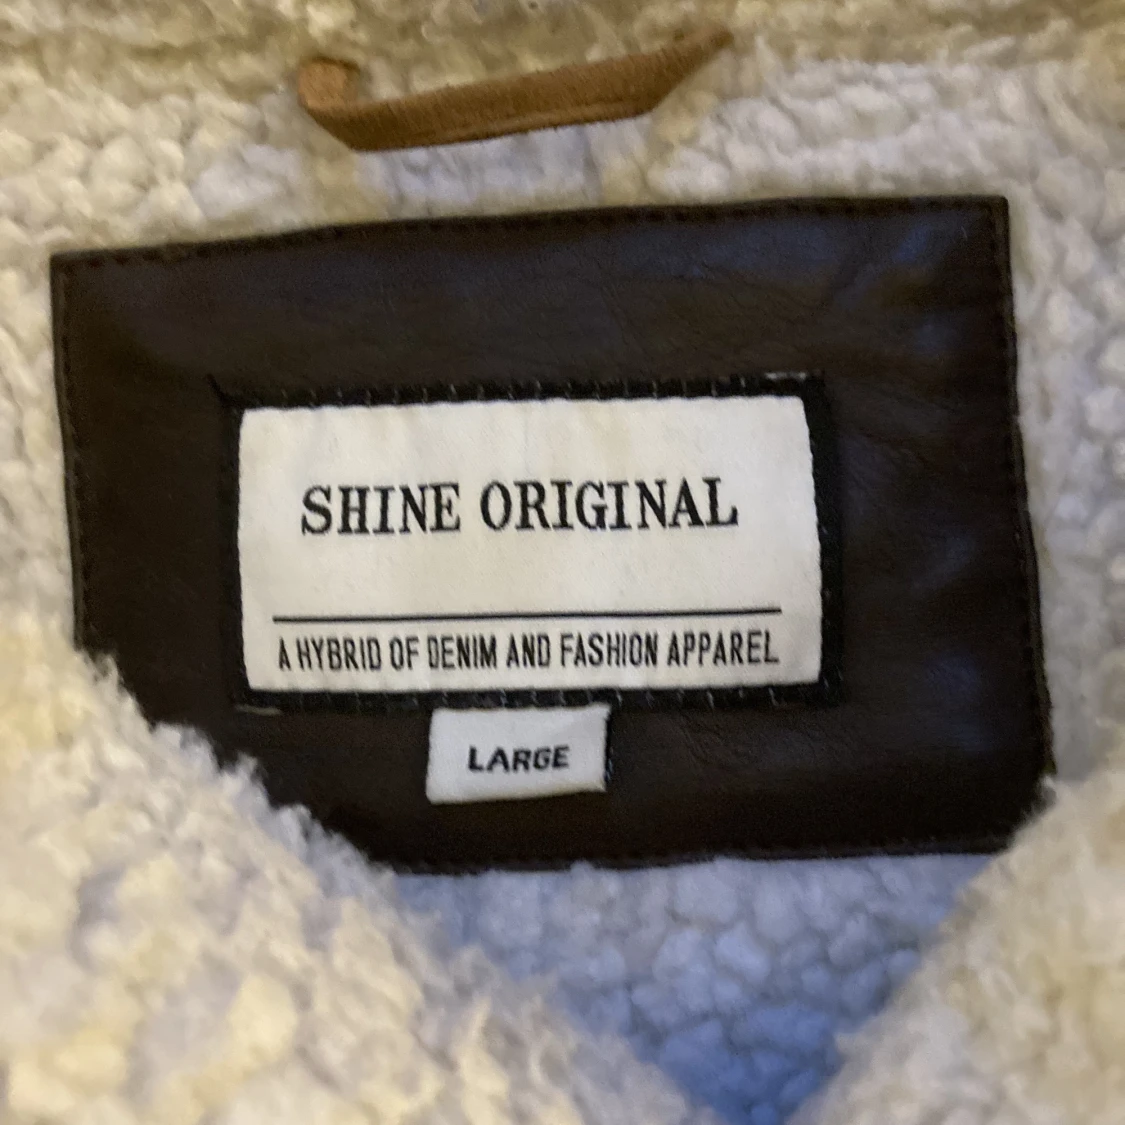 SHINE ORIGINAL
A HYBRID OF DENIM AND FASHION APPAREL
LARGE